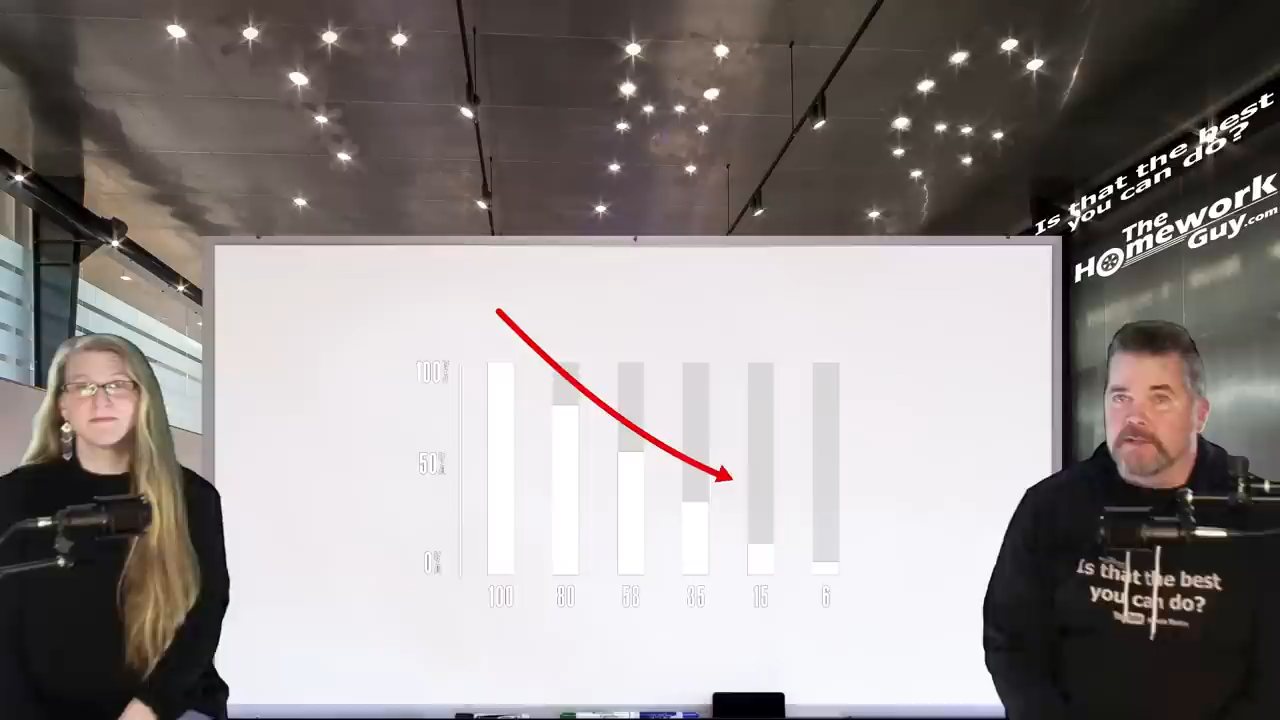 Is that the best
you can do?
The
Homework
Guy.com
100
50
0
100 80 58 35 15 6
Is that the best
you can do?